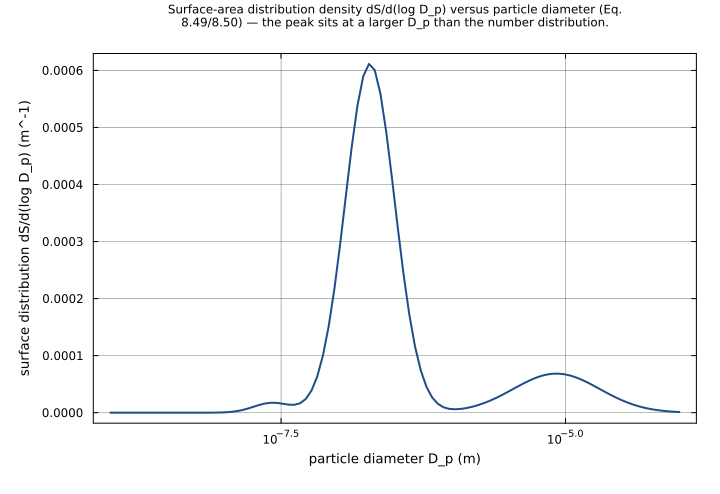 Surface-area distribution density dS/d(log D_p) versus particle diameter (Eq.
8.49/8.50) — the peak sits at a larger D_p than the number distribution.
surface distribution dS/d(log D_p) (m^-1)
0.0006
0.0005
0.0004
0.0003
0.0002
0.0001
0.0000
10^−7.5 10^−5.0
particle diameter D_p (m)